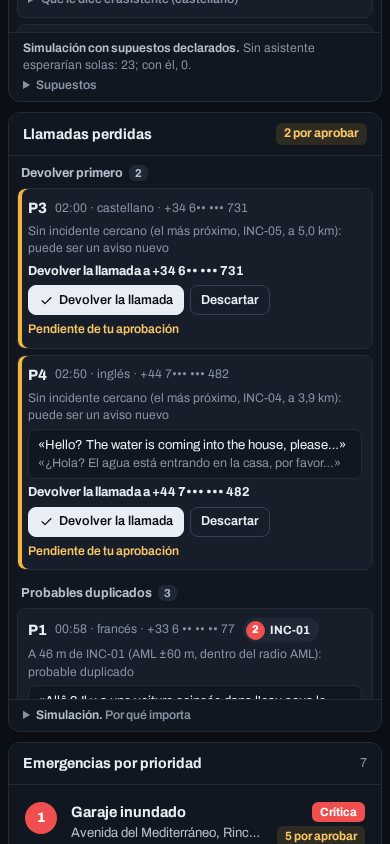 Que le dice el asistente (castellano)
Simulación con supuestos declarados. Sin asistente
esperarían solas: 23; con él, 0.
Supuestos
Llamadas perdidas
2 por aprobar
Devolver primero 2
P3 02:00 · castellano · +34 6•• ••• 731
Sin incidente cercano (el más próximo, INC-05, a 5,0 km):
puede ser un aviso nuevo
Devolver la llamada a +34 6•• ••• 731
Devolver la llamada
Descartar
Pendiente de tu aprobación
P4 02:50 · inglés · +44 7••• ••• 482
Sin incidente cercano (el más próximo, INC-04, a 3,9 km):
puede ser un aviso nuevo
«Hello? The water is coming into the house, please…»
«¿Hola? El agua está entrando en la casa, por favor…»
Devolver la llamada a +44 7••• ••• 482
Devolver la llamada
Descartar
Pendiente de tu aprobación
Probables duplicados 3
P1 00:58 · francés · +33 6 •• •• •• 77 2 INC-01
A 46 m de INC-01 (AML ±60 m, dentro del radio AML):
probable duplicado
Simulación. Por qué importa
Emergencias por prioridad 7
1 Garaje inundado
Crítica
Avenida del Mediterráneo, Rinc…
5 por aprobar